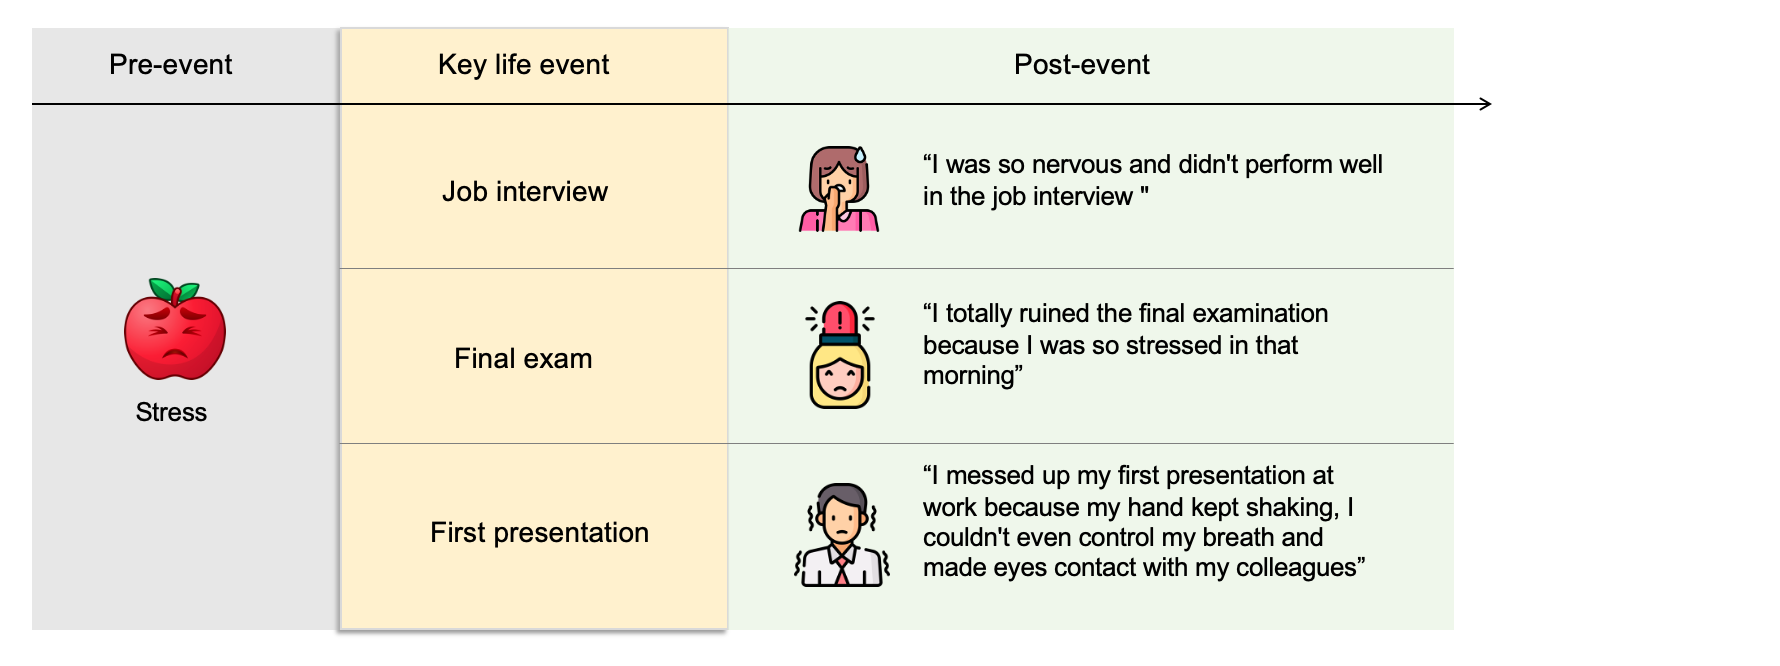 Pre-event
Key life event
Post-event
Job interview
“I was so nervous and didn't perform well
in the job interview "
Stress
Final exam
“I totally ruined the final examination
because I was so stressed in that
morning”
First presentation
“I messed up my first presentation at
work because my hand kept shaking, I
couldn't even control my breath and
made eyes contact with my colleagues”